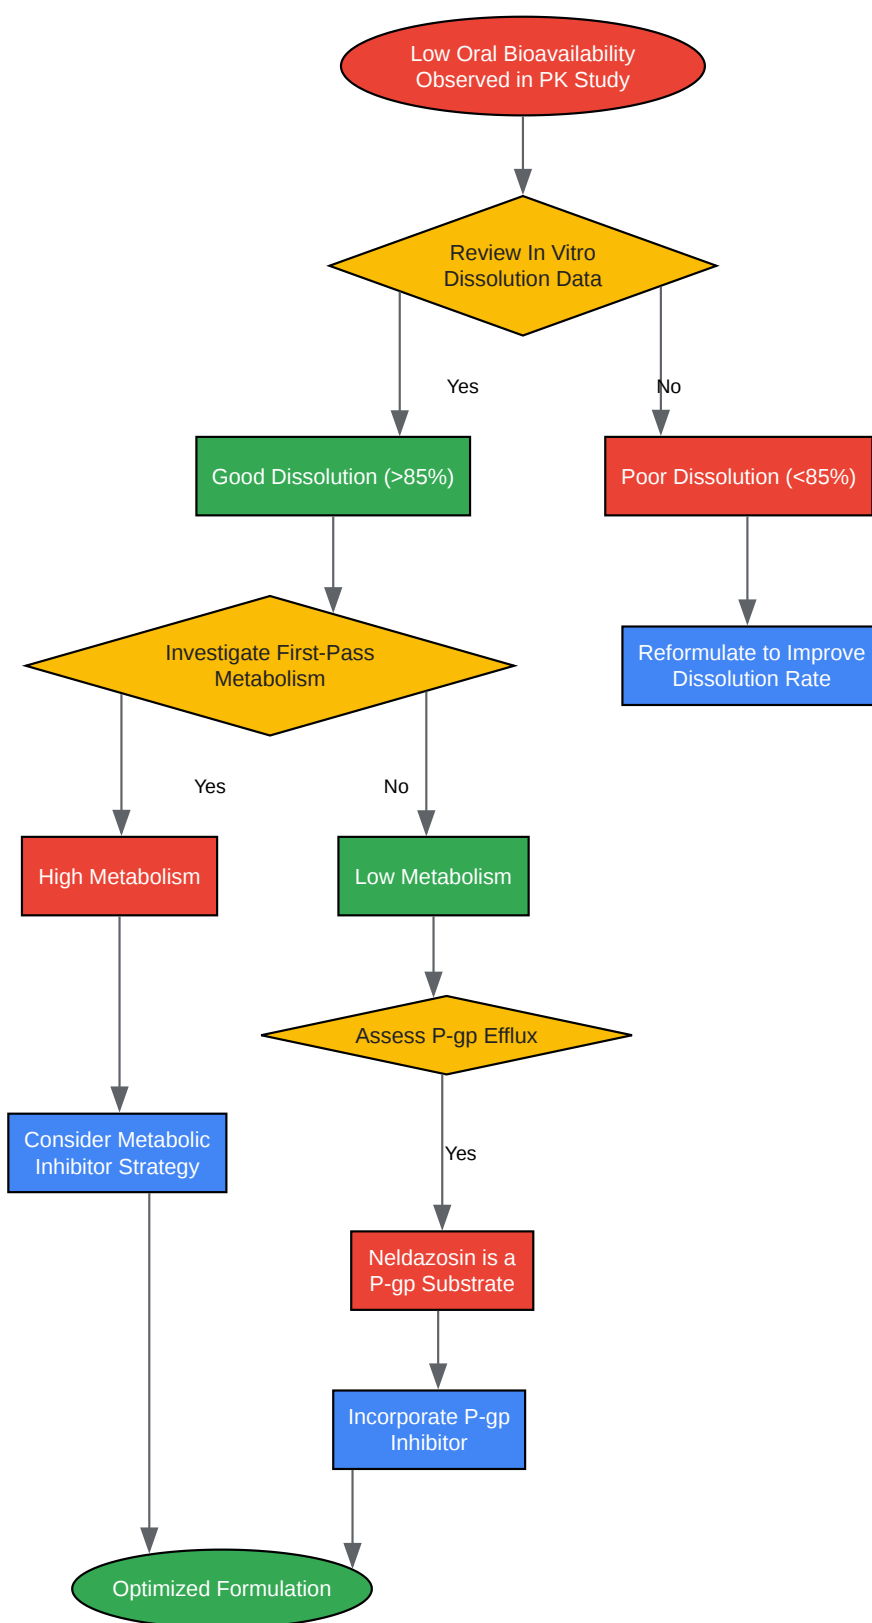 Low Oral Bioavailability
Observed in PK Study
Review In Vitro
Dissolution Data
Yes
No
Good Dissolution (>85%)
Poor Dissolution (<85%)
Investigate First-Pass
Metabolism
Reformulate to Improve
Dissolution Rate
Yes
No
High Metabolism
Low Metabolism
Assess P-gp Efflux
Consider Metabolic
Inhibitor Strategy
Yes
Neldazosin is a
P-gp Substrate
Incorporate P-gp
Inhibitor
Optimized Formulation